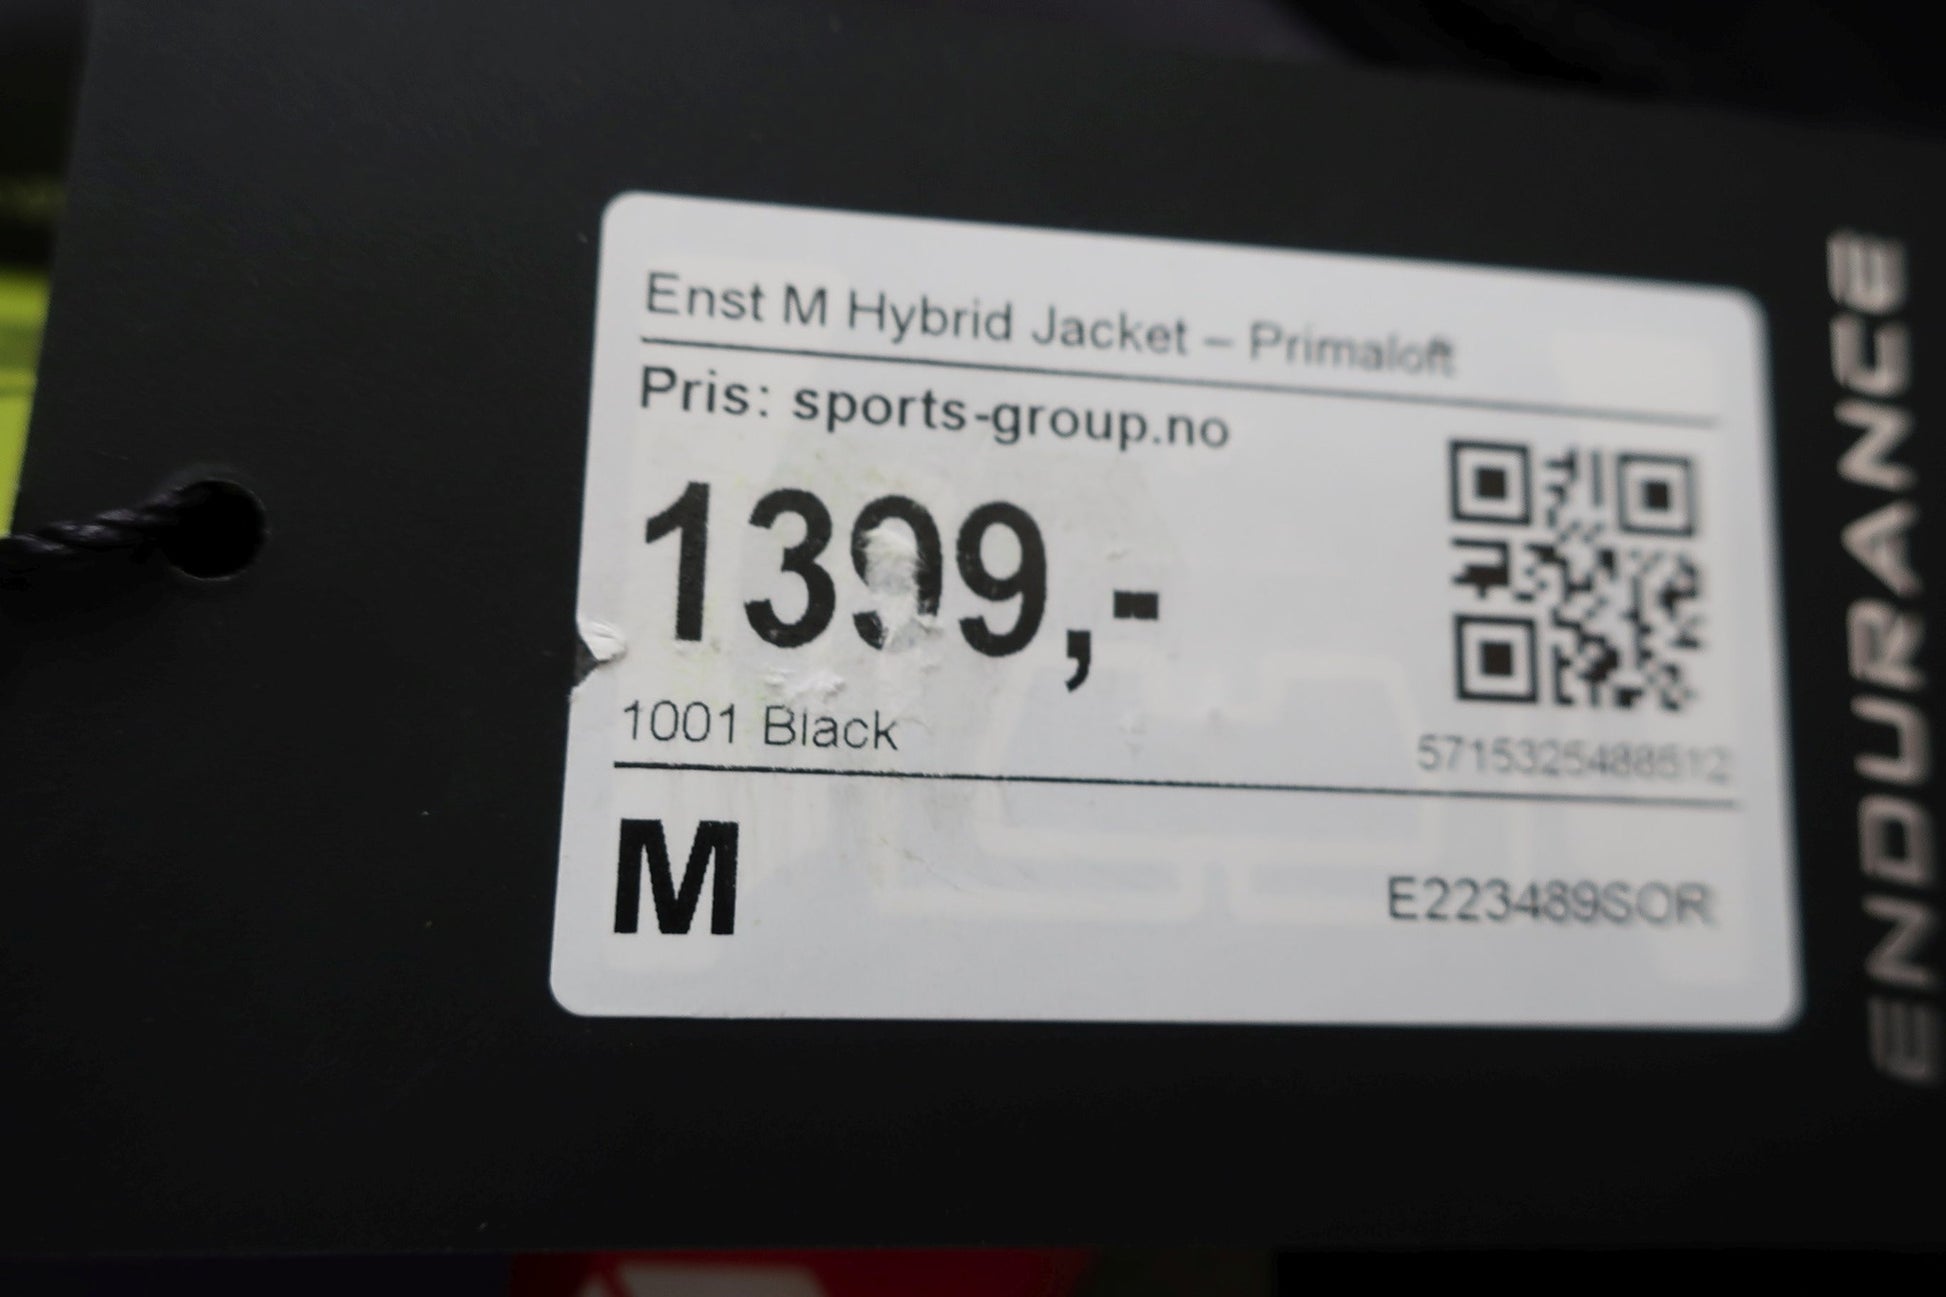 Enst M Hybrid Jacket – Primaloft
Pris: sports-group.no
1399,-
1001 Black
5715325488512
M
E223489SOR
ENDURANCE